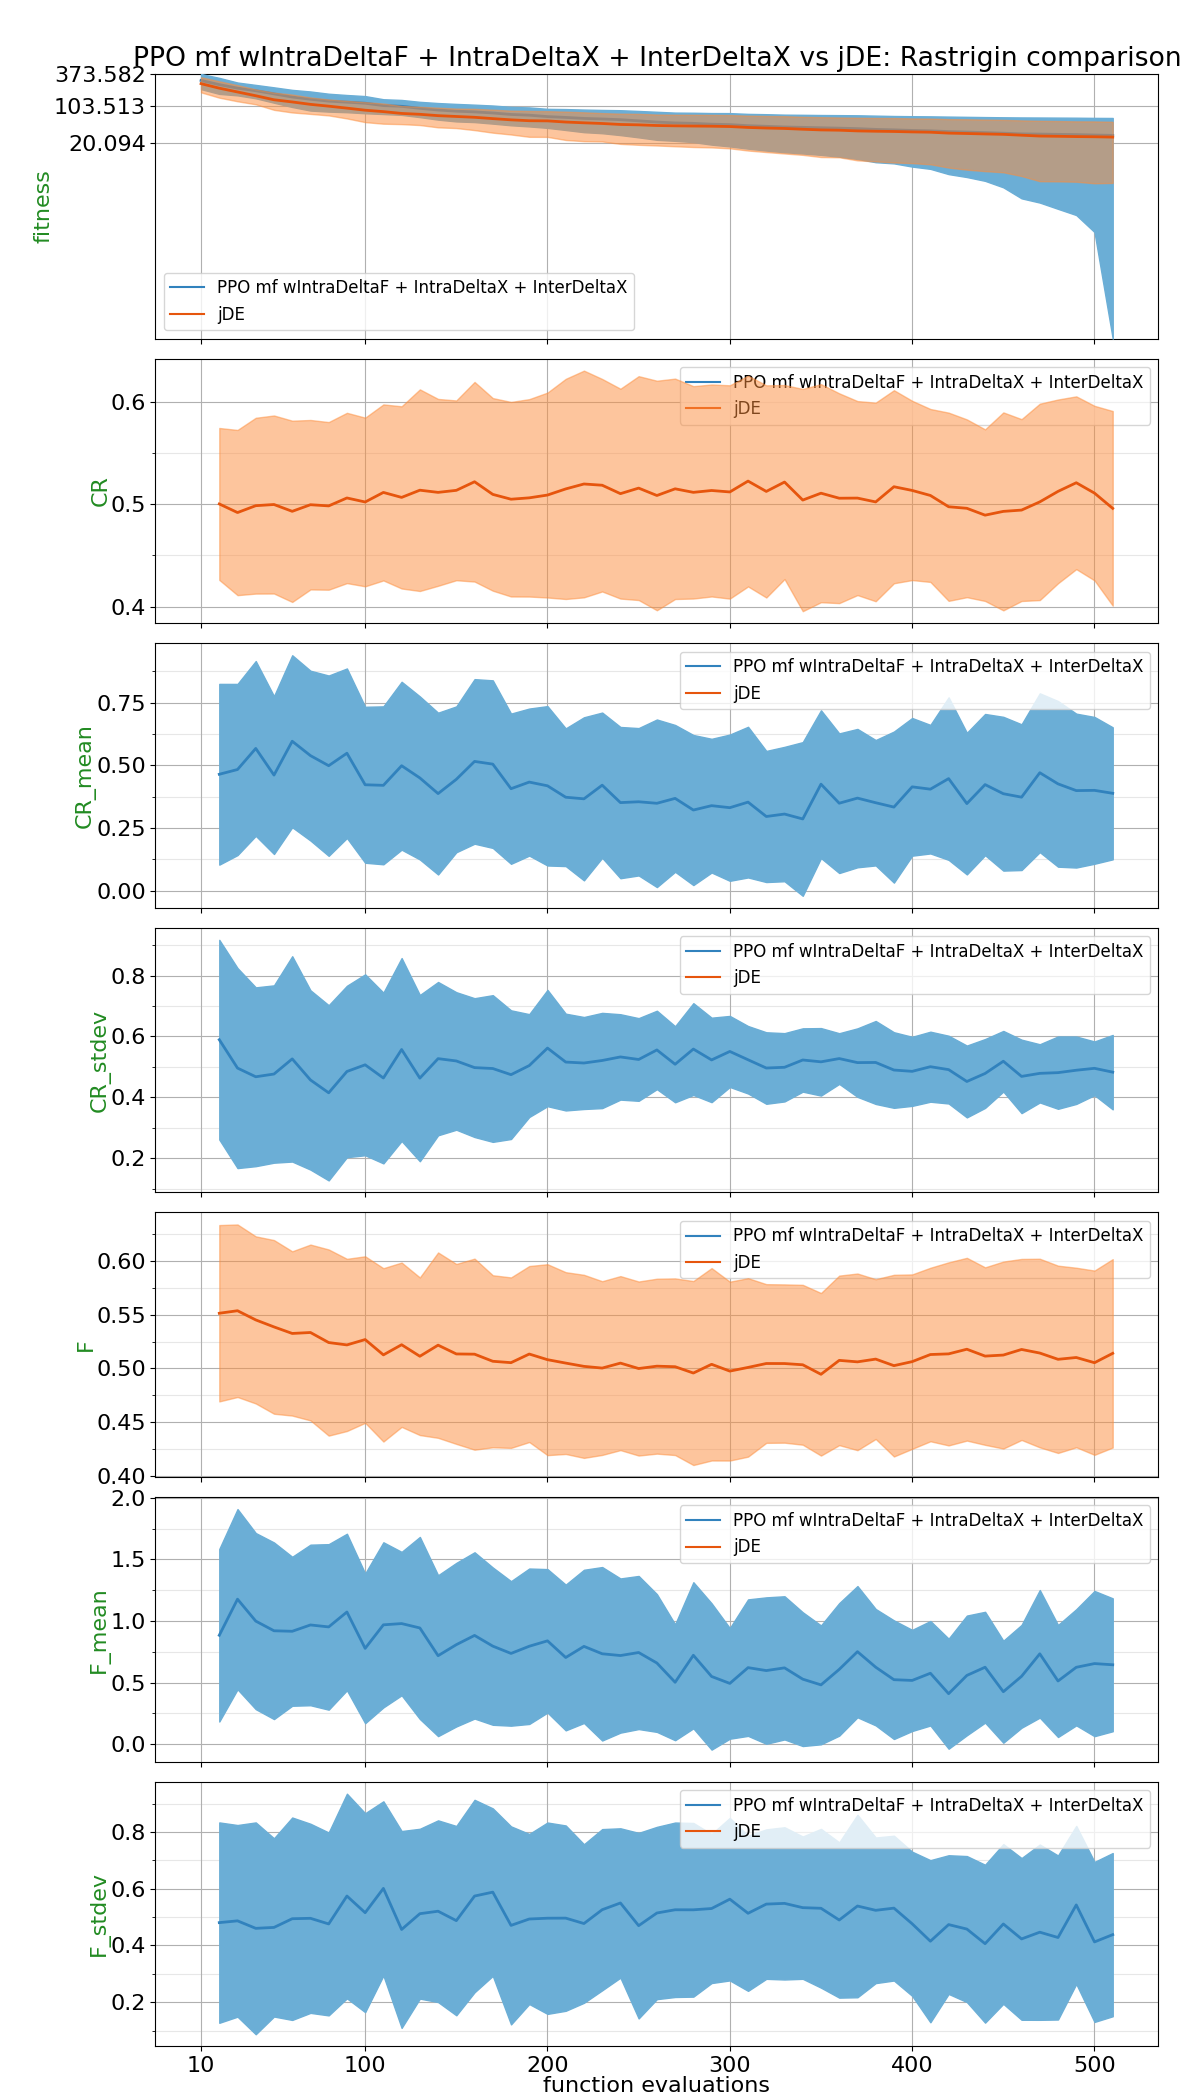 PPO mf wIntraDeltaF + IntraDeltaX + InterDeltaX vs jDE: Rastrigin comparison
373.582
103.513
20.094
fitness
PPO mf wIntraDeltaF + IntraDeltaX + InterDeltaX
jDE
0.6
0.5
0.4
CR
PPO mf wIntraDeltaF + IntraDeltaX + InterDeltaX
jDE
0.75
0.50
0.25
0.00
CR_mean
PPO mf wIntraDeltaF + IntraDeltaX + InterDeltaX
jDE
0.8
0.6
0.4
0.2
CR_stdev
PPO mf wIntraDeltaF + IntraDeltaX + InterDeltaX
jDE
0.60
0.55
0.50
0.45
0.40
F
PPO mf wIntraDeltaF + IntraDeltaX + InterDeltaX
jDE
2.0
1.5
1.0
0.5
0.0
F_mean
PPO mf wIntraDeltaF + IntraDeltaX + InterDeltaX
jDE
0.8
0.6
0.4
0.2
F_stdev
PPO mf wIntraDeltaF + IntraDeltaX + InterDeltaX
jDE
10 100 200 300 400 500
function evaluations